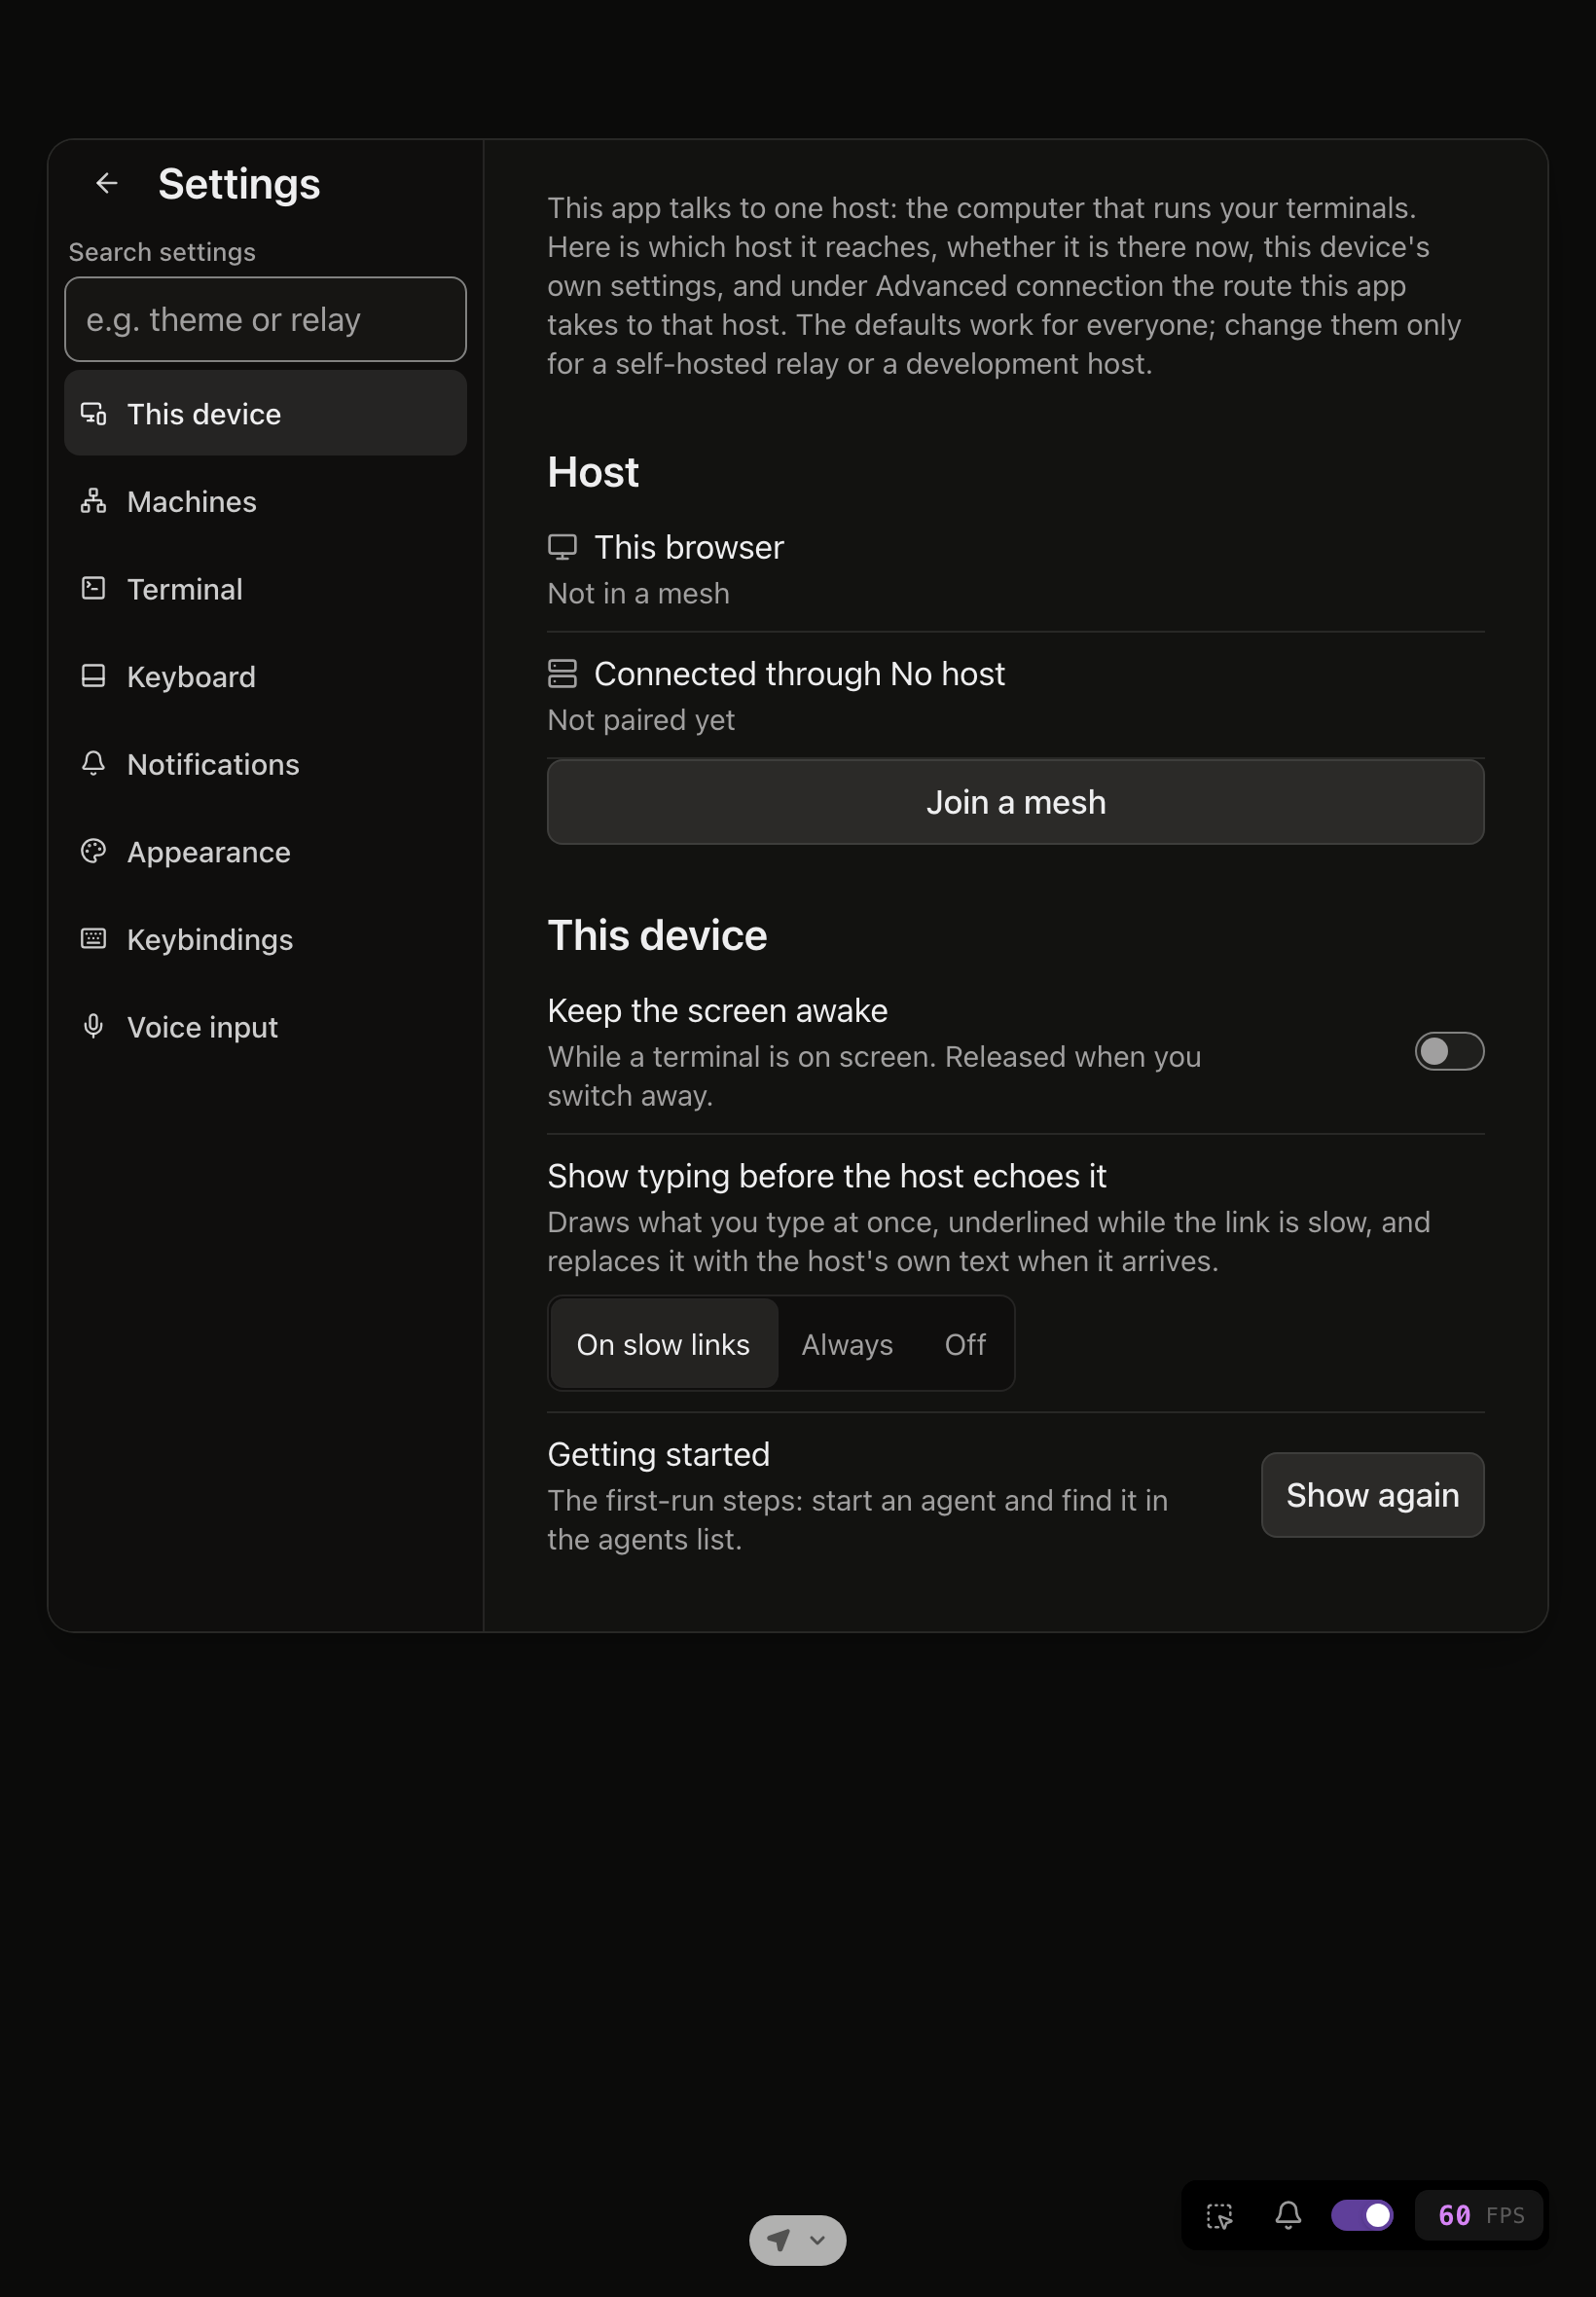 Settings
Search settings
e.g. theme or relay
This device
Machines
Terminal
Keyboard
Notifications
Appearance
Keybindings
Voice input
This app talks to one host: the computer that runs your terminals.
Here is which host it reaches, whether it is there now, this device's
own settings, and under Advanced connection the route this app
takes to that host. The defaults work for everyone; change them only
for a self-hosted relay or a development host.
Host
This browser
Not in a mesh
Connected through No host
Not paired yet
Join a mesh
This device
Keep the screen awake
While a terminal is on screen. Released when you
switch away.
Show typing before the host echoes it
Draws what you type at once, underlined while the link is slow, and
replaces it with the host's own text when it arrives.
On slow links Always Off
Getting started
The first-run steps: start an agent and find it in
the agents list.
Show again
60 FPS